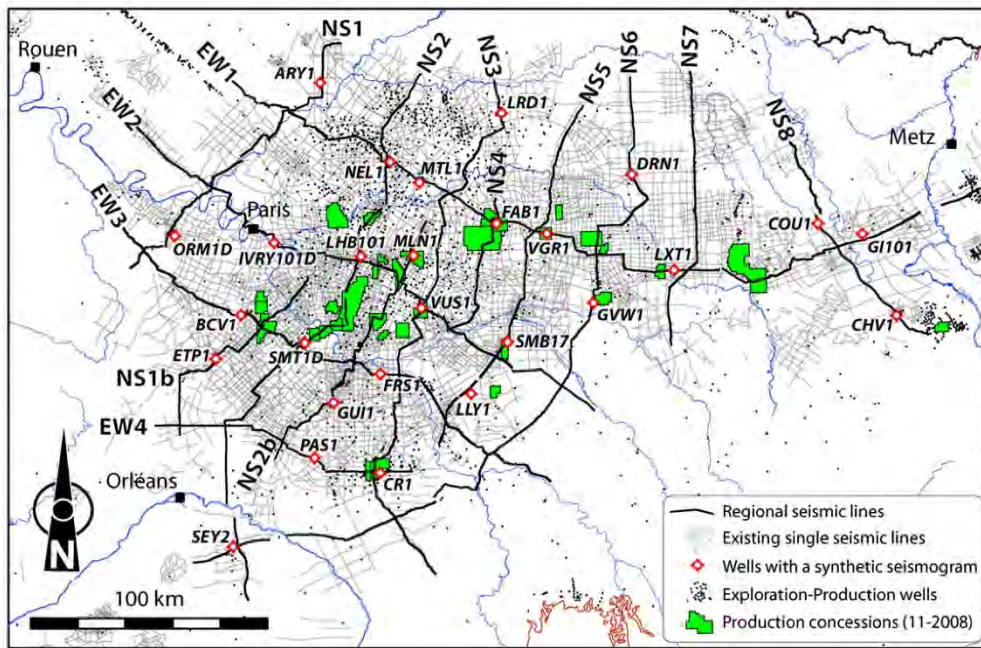 NS1
NS2
NS3
NS6
NS7
Rouen
EW1
ARY1
NS5
EW2
LRD1
NS8
Metz
NEL1
MTL1
NS4
DRN1
EW3
Paris
FAB1
COU1
ORM1D
IVRY101D
LHB101
MLN1
VGR1
GI101
LXT1
VUS1
GVW1
BCV1
CHV1
ETP1
SMT1D
SMB17
NS1b
FRS1
LLY1
GUI1
EW4
NS2b
PAS1
CR1
Orléans
SEY2
N
100 km
Regional seismic lines
Existing single seismic lines
Wells with a synthetic seismogram
Exploration-Production wells
Production concessions (11-2008)